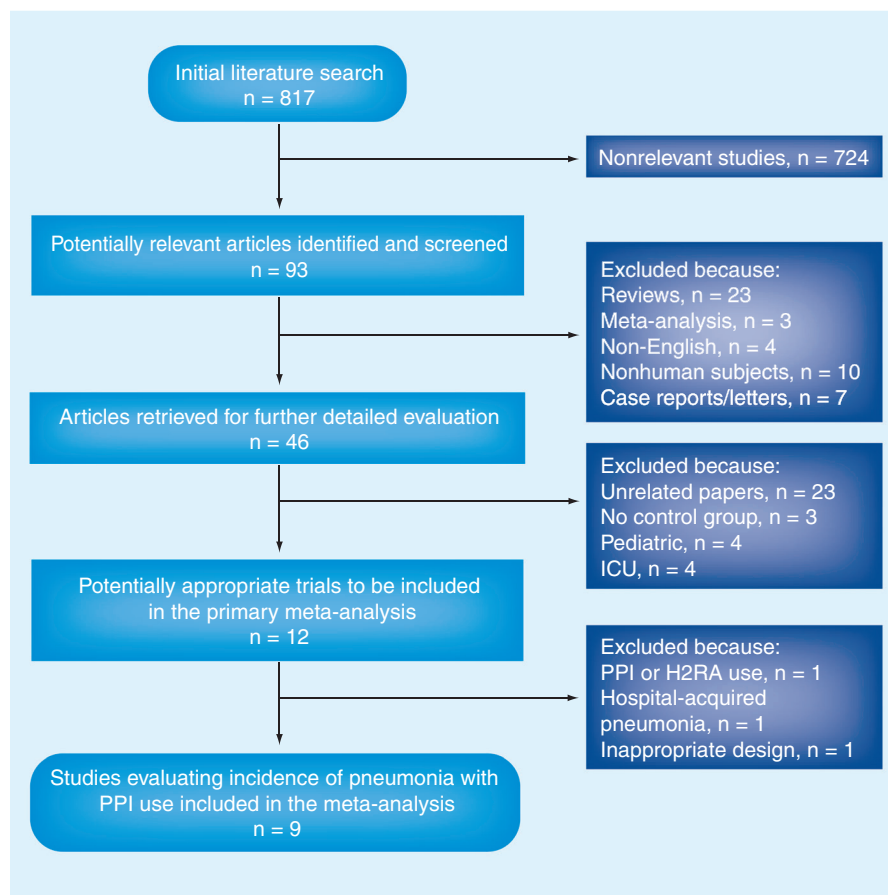 Initial literature search
n = 817
Nonrelevant studies, n = 724
Potentially relevant articles identified and screened
n = 93
Excluded because:
Reviews, n = 23
Meta-analysis, n = 3
Non-English, n = 4
Nonhuman subjects, n = 10
Case reports/letters, n = 7
Articles retrieved for further detailed evaluation
n = 46
Excluded because:
Unrelated papers, n = 23
No control group, n = 3
Pediatric, n = 4
ICU, n = 4
Potentially appropriate trials to be included
in the primary meta-analysis
n = 12
Excluded because:
PPI or H2RA use, n = 1
Hospital-acquired
pneumonia, n = 1
Inappropriate design, n = 1
Studies evaluating incidence of pneumonia with
PPI use included in the meta-analysis
n = 9